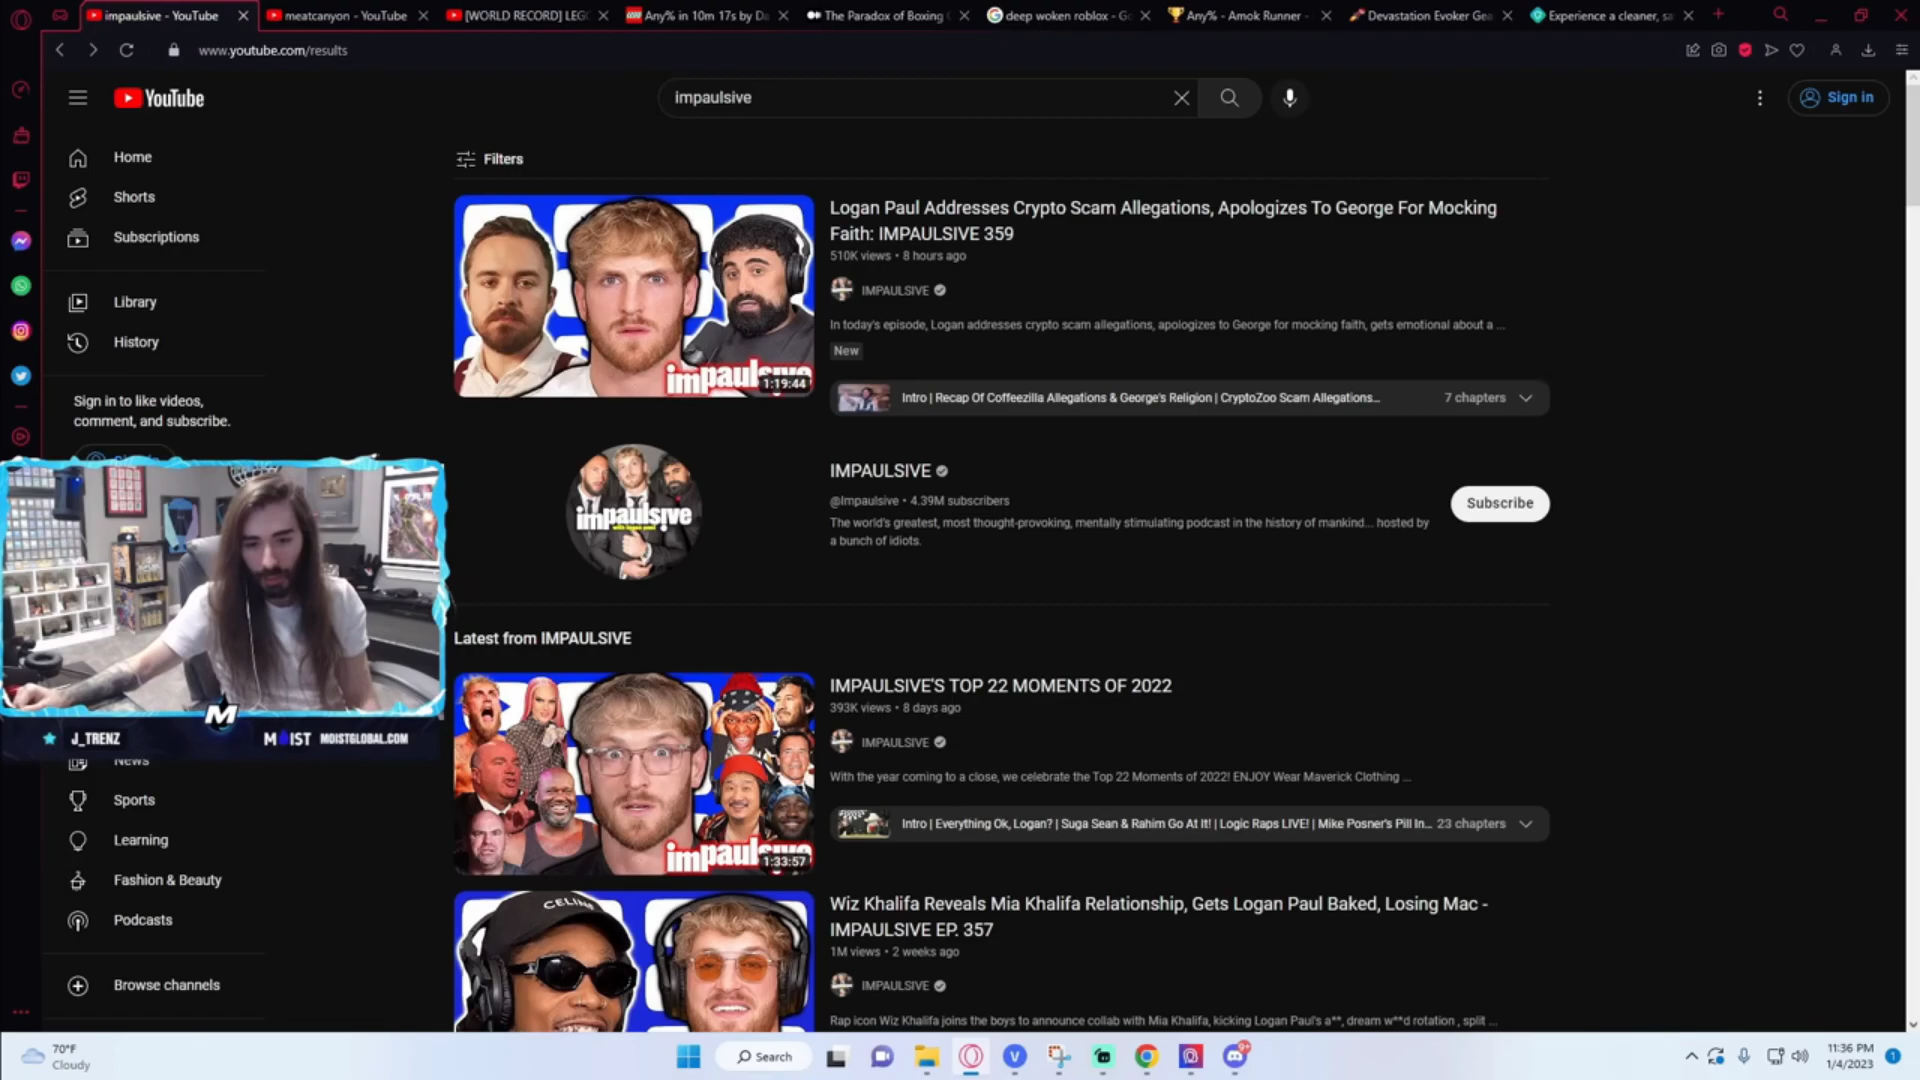 impaulsive - YouTube
meatcanyon - YouTube
[WORLD RECORD] LEG
Any% in 10m 17s by Da
The Paradox of Boxing
deep woken roblox - Go
Any% - Amok Runner -
Devastation Evoker Gea
Experience a cleaner, sa
www.youtube.com/results
YouTube
impaulsive
Sign in
Home
Shorts
Subscriptions
Library
History
Sign in to like videos,
comment, and subscribe.
Filters
impaulsive
1:19:44
Logan Paul Addresses Crypto Scam Allegations, Apologizes To George For Mocking
Faith: IMPAULSIVE 359
510K views • 8 hours ago
IMPAULSIVE
In today's episode, Logan addresses crypto scam allegations, apologizes to George for mocking faith, gets emotional about a ...
New
Intro | Recap Of Coffeezilla Allegations & George's Religion | CryptoZoo Scam Allegations...
7 chapters
impaulsive
IMPAULSIVE
@Impaulsive • 4.39M subscribers
The world's greatest, most thought-provoking, mentally stimulating podcast in the history of mankind... hosted by
a bunch of idiots.
Subscribe
Latest from IMPAULSIVE
impaulsive
1:33:57
IMPAULSIVE'S TOP 22 MOMENTS OF 2022
393K views • 8 days ago
IMPAULSIVE
With the year coming to a close, we celebrate the Top 22 Moments of 2022! ENJOY Wear Maverick Clothing ...
Intro | Everything Ok, Logan? | Suga Sean & Rahim Go At It! | Logic Raps LIVE! | Mike Posner's Pill In...
23 chapters
CELINE
Wiz Khalifa Reveals Mia Khalifa Relationship, Gets Logan Paul Baked, Losing Mac -
IMPAULSIVE EP. 357
1M views • 2 weeks ago
IMPAULSIVE
Rap icon Wiz Khalifa joins the boys to announce collab with Mia Khalifa, kicking Logan Paul's a**, dream w**d rotation , split ...
M
J_TRENZ
MOIST
MOISTGLOBAL.COM
News
Sports
Learning
Fashion & Beauty
Podcasts
Browse channels
70°F
Cloudy
Search
9+
11:36 PM
1/4/2023
1